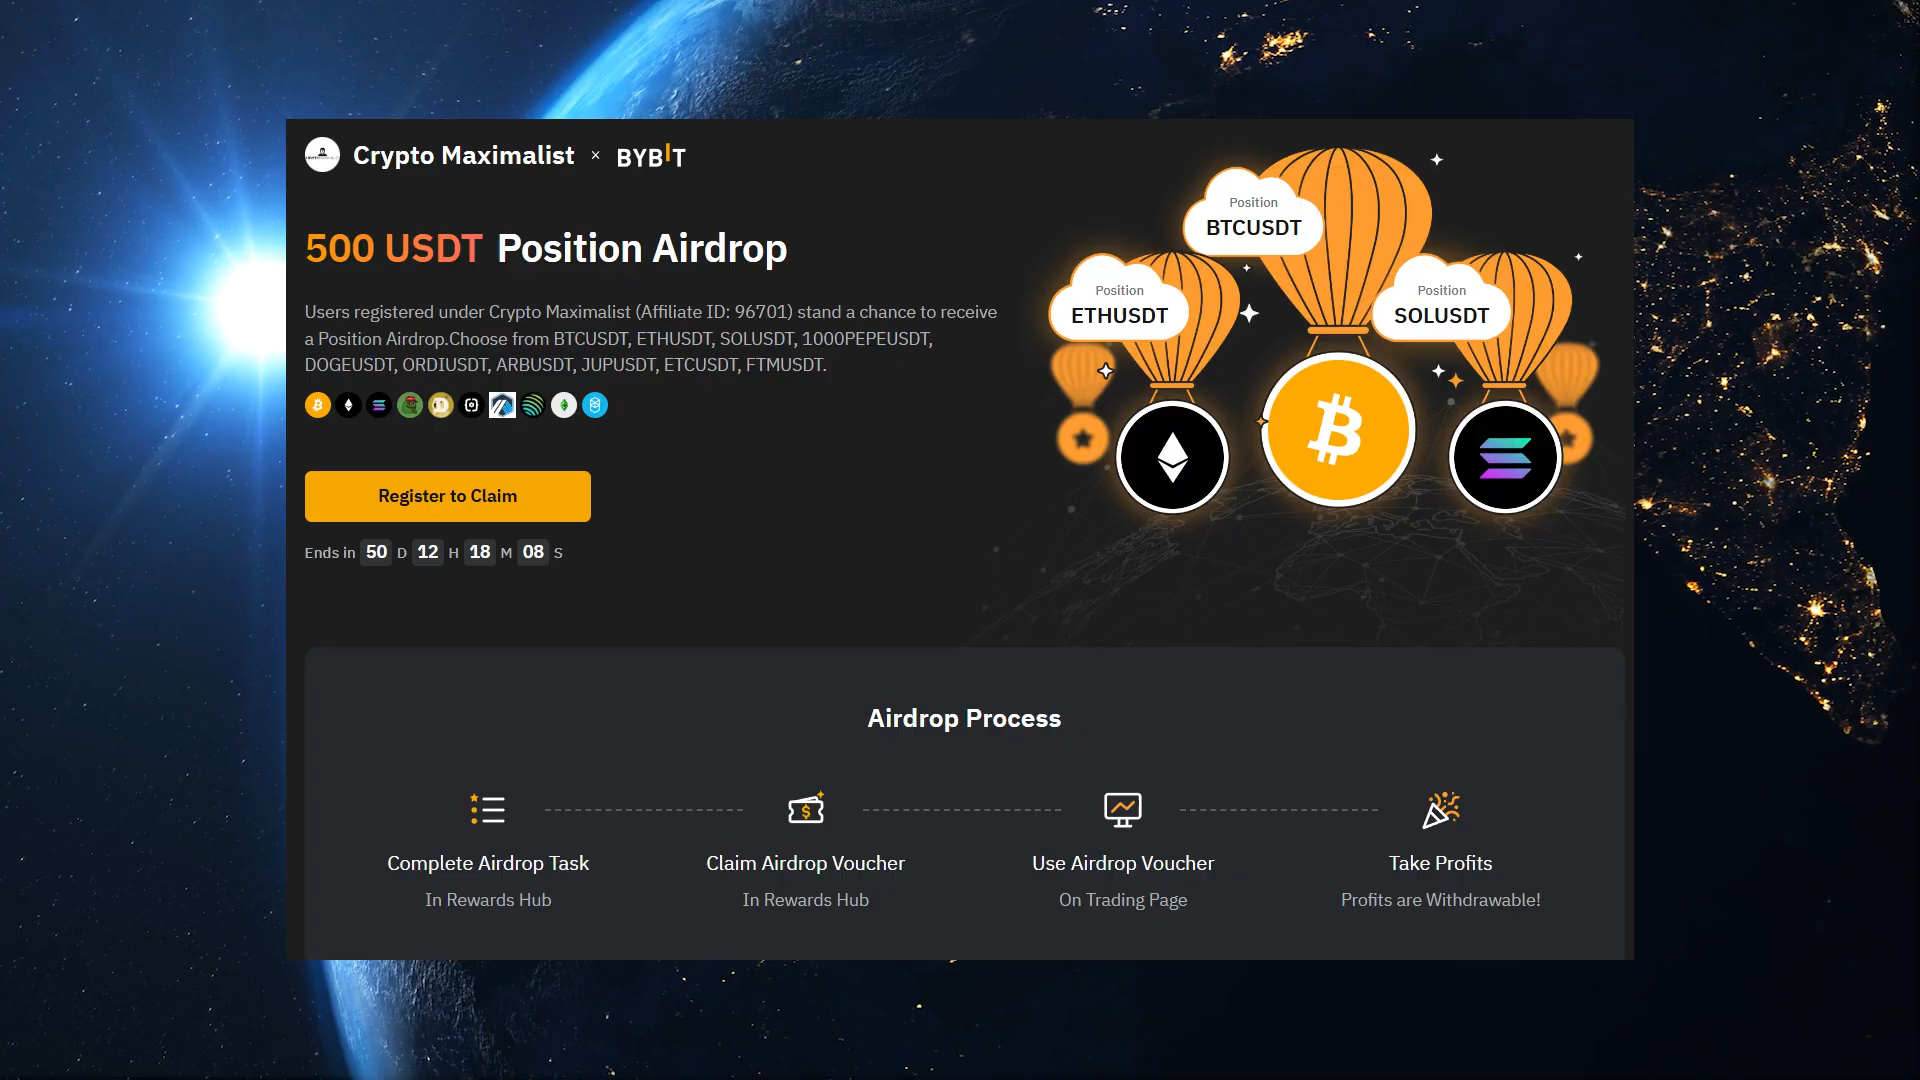 Crypto Maximalist × BYBIT
500 USDT Position Airdrop
Users registered under Crypto Maximalist (Affiliate ID: 96701) stand a chance to receive
a Position Airdrop.Choose from BTCUSDT, ETHUSDT, SOLUSDT, 1000PEPEUSDT,
DOGEUSDT, ORDIUSDT, ARBUSDT, JUPUSDT, ETCUSDT, FTMUSDT.
Register to Claim
Ends in 50 D 12 H 18 M 08 S
Position
BTCUSDT
Position
ETHUSDT
Position
SOLUSDT
Airdrop Process
Complete Airdrop Task
In Rewards Hub
Claim Airdrop Voucher
In Rewards Hub
Use Airdrop Voucher
On Trading Page
Take Profits
Profits are Withdrawable!